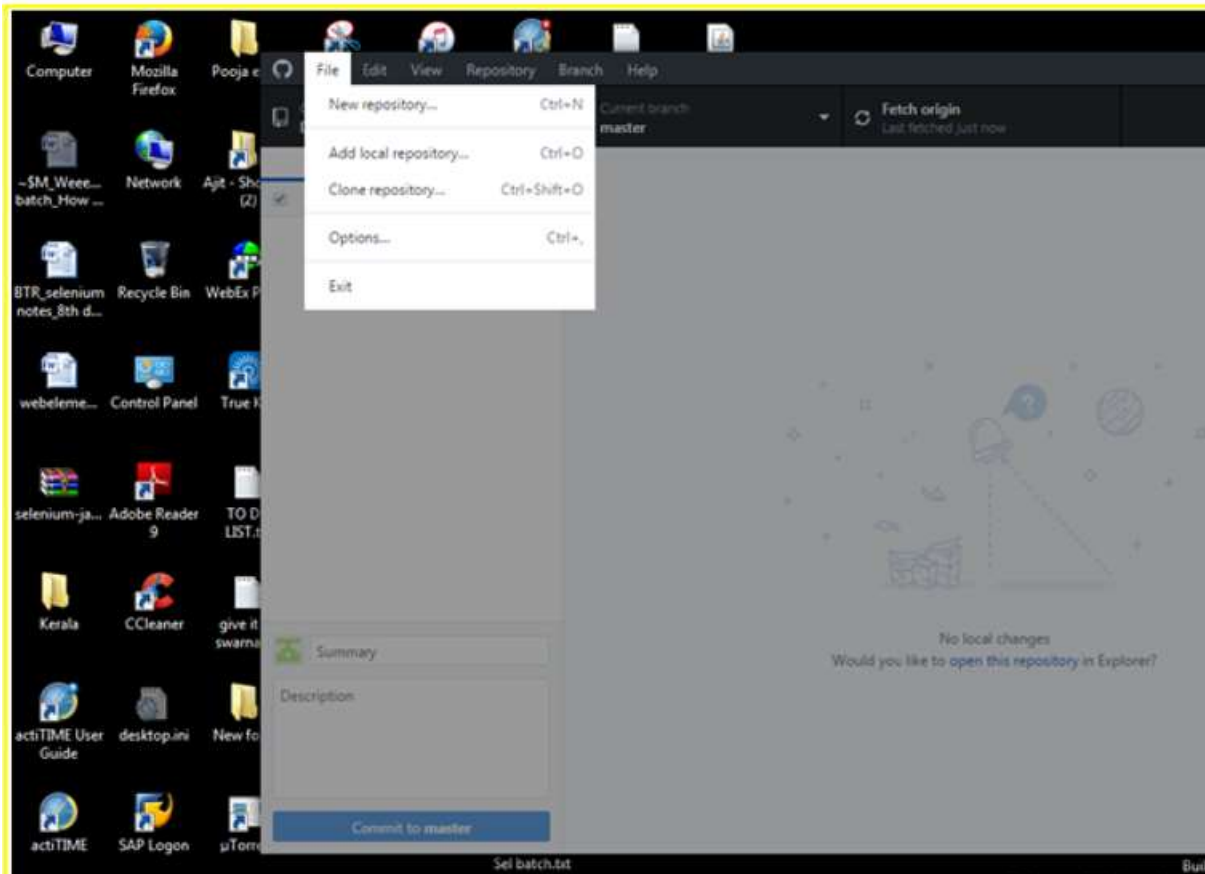 Computer
Mozilla
Firefox
Pooja e
~$M_Weee...
batch_How ...
Network
Ajit - Sho
(2)
BTR_selenium
notes_8th d...
Recycle Bin
WebEx P
webeleme...
Control Panel
True K
selenium-ja...
Adobe Reader
9
TO D
LIST.t
Kerala
CCleaner
give it
swarna
actiTIME User
Guide
desktop.ini
New fo
actiTIME
SAP Logon
µTorre
File Edit View Repository Branch Help
New repository... Ctrl+N
Add local repository... Ctrl+O
Clone repository... Ctrl+Shift+O
Options... Ctrl+,
Exit
Current branch
master
Fetch origin
Last fetched just now
No local changes
Would you like to open this repository in Explorer?
Summary
Description
Commit to master
Sel batch.txt
Buil